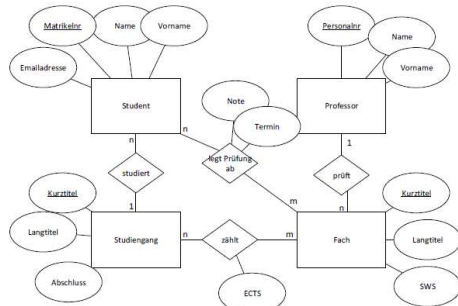 Matrikelnr
Name
Vorname
Personalnr
Name
Vorname
Emailadresse
Student
Note
Termin
Professor
n
n
1
legt Prüfung
ab
studiert
prüft
Kurztitel
1
m
n
Kurztitel
Langtitel
Studiengang
n
zählt
m
Fach
Langtitel
Abschluss
ECTS
SWS